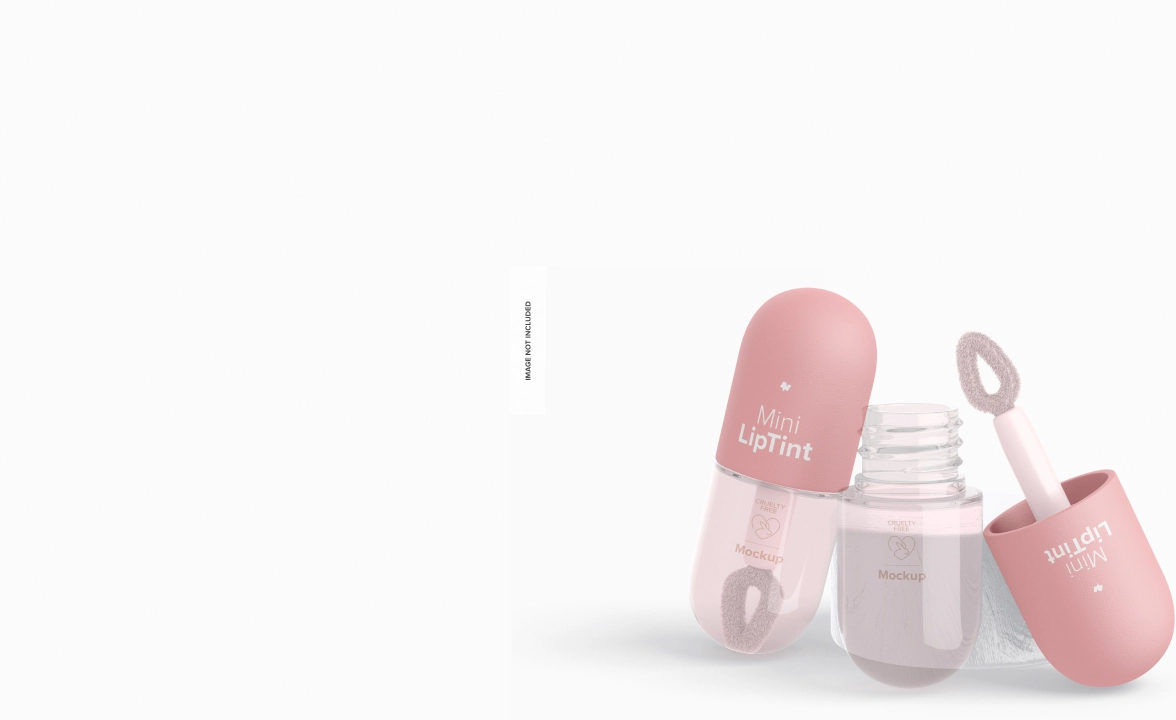 IMAGE NOT INCLUDED
Mini
LipTint
CRUELTY
FREE
Mockup
CRUELTY
FREE
Mockup
Mini
LipTint